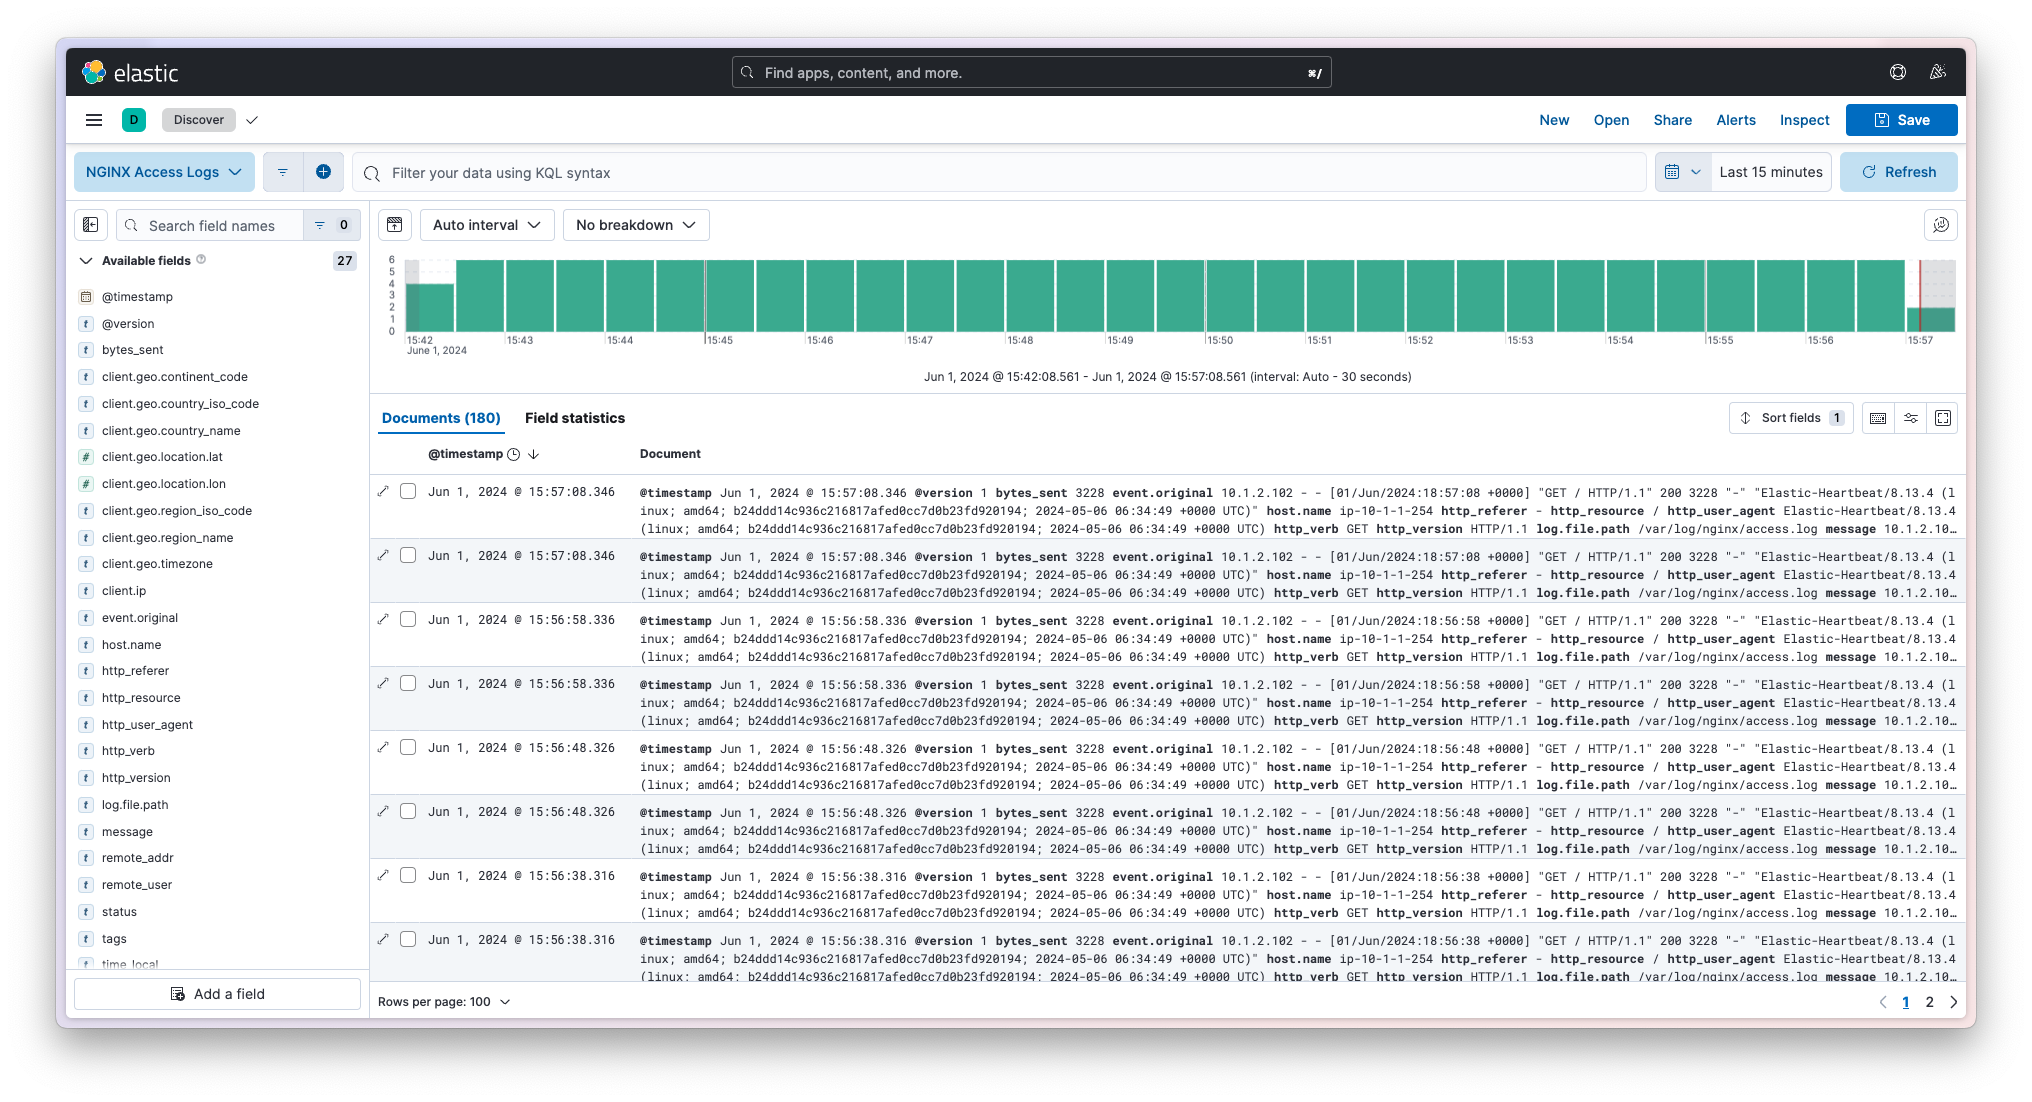 elastic
Find apps, content, and more.
⌘/
D
Discover
New
Open
Share
Alerts
Inspect
Save
NGINX Access Logs
Filter your data using KQL syntax
Last 15 minutes
Refresh
Search field names
0
Auto interval
No breakdown
Available fields
27
@timestamp
@version
bytes_sent
client.geo.continent_code
client.geo.country_iso_code
client.geo.country_name
client.geo.location.lat
client.geo.location.lon
client.geo.region_iso_code
client.geo.region_name
client.geo.timezone
client.ip
event.original
host.name
http_referer
http_resource
http_user_agent
http_verb
http_version
log.file.path
message
remote_addr
remote_user
status
tags
time_local
Add a field
6
5
4
3
2
1
0
15:42
June 1, 2024
15:43
15:44
15:45
15:46
15:47
15:48
15:49
15:50
15:51
15:52
15:53
15:54
15:55
15:56
15:57
Jun 1, 2024 @ 15:42:08.561 - Jun 1, 2024 @ 15:57:08.561 (interval: Auto - 30 seconds)
Documents (180)
Field statistics
Sort fields 1
@timestamp
Document
Jun 1, 2024 @ 15:57:08.346
@timestamp Jun 1, 2024 @ 15:57:08.346 @version 1 bytes_sent 3228 event.original 10.1.2.102 - - [01/Jun/2024:18:57:08 +0000] "GET / HTTP/1.1" 200 3228 "-" "Elastic-Heartbeat/8.13.4 (l
inux; amd64; b24ddd14c936c216817afed0cc7d0b23fd920194; 2024-05-06 06:34:49 +0000 UTC)" host.name ip-10-1-1-254 http_referer - http_resource / http_user_agent Elastic-Heartbeat/8.13.4
(linux; amd64; b24ddd14c936c216817afed0cc7d0b23fd920194; 2024-05-06 06:34:49 +0000 UTC) http_verb GET http_version HTTP/1.1 log.file.path /var/log/nginx/access.log message 10.1.2.10…
Jun 1, 2024 @ 15:57:08.346
@timestamp Jun 1, 2024 @ 15:57:08.346 @version 1 bytes_sent 3228 event.original 10.1.2.102 - - [01/Jun/2024:18:57:08 +0000] "GET / HTTP/1.1" 200 3228 "-" "Elastic-Heartbeat/8.13.4 (l
inux; amd64; b24ddd14c936c216817afed0cc7d0b23fd920194; 2024-05-06 06:34:49 +0000 UTC)" host.name ip-10-1-1-254 http_referer - http_resource / http_user_agent Elastic-Heartbeat/8.13.4
(linux; amd64; b24ddd14c936c216817afed0cc7d0b23fd920194; 2024-05-06 06:34:49 +0000 UTC) http_verb GET http_version HTTP/1.1 log.file.path /var/log/nginx/access.log message 10.1.2.10…
Jun 1, 2024 @ 15:56:58.336
@timestamp Jun 1, 2024 @ 15:56:58.336 @version 1 bytes_sent 3228 event.original 10.1.2.102 - - [01/Jun/2024:18:56:58 +0000] "GET / HTTP/1.1" 200 3228 "-" "Elastic-Heartbeat/8.13.4 (l
inux; amd64; b24ddd14c936c216817afed0cc7d0b23fd920194; 2024-05-06 06:34:49 +0000 UTC)" host.name ip-10-1-1-254 http_referer - http_resource / http_user_agent Elastic-Heartbeat/8.13.4
(linux; amd64; b24ddd14c936c216817afed0cc7d0b23fd920194; 2024-05-06 06:34:49 +0000 UTC) http_verb GET http_version HTTP/1.1 log.file.path /var/log/nginx/access.log message 10.1.2.10…
Jun 1, 2024 @ 15:56:58.336
@timestamp Jun 1, 2024 @ 15:56:58.336 @version 1 bytes_sent 3228 event.original 10.1.2.102 - - [01/Jun/2024:18:56:58 +0000] "GET / HTTP/1.1" 200 3228 "-" "Elastic-Heartbeat/8.13.4 (l
inux; amd64; b24ddd14c936c216817afed0cc7d0b23fd920194; 2024-05-06 06:34:49 +0000 UTC)" host.name ip-10-1-1-254 http_referer - http_resource / http_user_agent Elastic-Heartbeat/8.13.4
(linux; amd64; b24ddd14c936c216817afed0cc7d0b23fd920194; 2024-05-06 06:34:49 +0000 UTC) http_verb GET http_version HTTP/1.1 log.file.path /var/log/nginx/access.log message 10.1.2.10…
Jun 1, 2024 @ 15:56:48.326
@timestamp Jun 1, 2024 @ 15:56:48.326 @version 1 bytes_sent 3228 event.original 10.1.2.102 - - [01/Jun/2024:18:56:48 +0000] "GET / HTTP/1.1" 200 3228 "-" "Elastic-Heartbeat/8.13.4 (l
inux; amd64; b24ddd14c936c216817afed0cc7d0b23fd920194; 2024-05-06 06:34:49 +0000 UTC)" host.name ip-10-1-1-254 http_referer - http_resource / http_user_agent Elastic-Heartbeat/8.13.4
(linux; amd64; b24ddd14c936c216817afed0cc7d0b23fd920194; 2024-05-06 06:34:49 +0000 UTC) http_verb GET http_version HTTP/1.1 log.file.path /var/log/nginx/access.log message 10.1.2.10…
Jun 1, 2024 @ 15:56:48.326
@timestamp Jun 1, 2024 @ 15:56:48.326 @version 1 bytes_sent 3228 event.original 10.1.2.102 - - [01/Jun/2024:18:56:48 +0000] "GET / HTTP/1.1" 200 3228 "-" "Elastic-Heartbeat/8.13.4 (l
inux; amd64; b24ddd14c936c216817afed0cc7d0b23fd920194; 2024-05-06 06:34:49 +0000 UTC)" host.name ip-10-1-1-254 http_referer - http_resource / http_user_agent Elastic-Heartbeat/8.13.4
(linux; amd64; b24ddd14c936c216817afed0cc7d0b23fd920194; 2024-05-06 06:34:49 +0000 UTC) http_verb GET http_version HTTP/1.1 log.file.path /var/log/nginx/access.log message 10.1.2.10…
Jun 1, 2024 @ 15:56:38.316
@timestamp Jun 1, 2024 @ 15:56:38.316 @version 1 bytes_sent 3228 event.original 10.1.2.102 - - [01/Jun/2024:18:56:38 +0000] "GET / HTTP/1.1" 200 3228 "-" "Elastic-Heartbeat/8.13.4 (l
inux; amd64; b24ddd14c936c216817afed0cc7d0b23fd920194; 2024-05-06 06:34:49 +0000 UTC)" host.name ip-10-1-1-254 http_referer - http_resource / http_user_agent Elastic-Heartbeat/8.13.4
(linux; amd64; b24ddd14c936c216817afed0cc7d0b23fd920194; 2024-05-06 06:34:49 +0000 UTC) http_verb GET http_version HTTP/1.1 log.file.path /var/log/nginx/access.log message 10.1.2.10…
Jun 1, 2024 @ 15:56:38.316
@timestamp Jun 1, 2024 @ 15:56:38.316 @version 1 bytes_sent 3228 event.original 10.1.2.102 - - [01/Jun/2024:18:56:38 +0000] "GET / HTTP/1.1" 200 3228 "-" "Elastic-Heartbeat/8.13.4 (l
inux; amd64; b24ddd14c936c216817afed0cc7d0b23fd920194; 2024-05-06 06:34:49 +0000 UTC)" host.name ip-10-1-1-254 http_referer - http_resource / http_user_agent Elastic-Heartbeat/8.13.4
(linux; amd64; b24ddd14c936c216817afed0cc7d0b23fd920194; 2024-05-06 06:34:49 +0000 UTC) http_verb GET http_version HTTP/1.1 log.file.path /var/log/nginx/access.log message 10.1.2.10…
Rows per page: 100
1 2